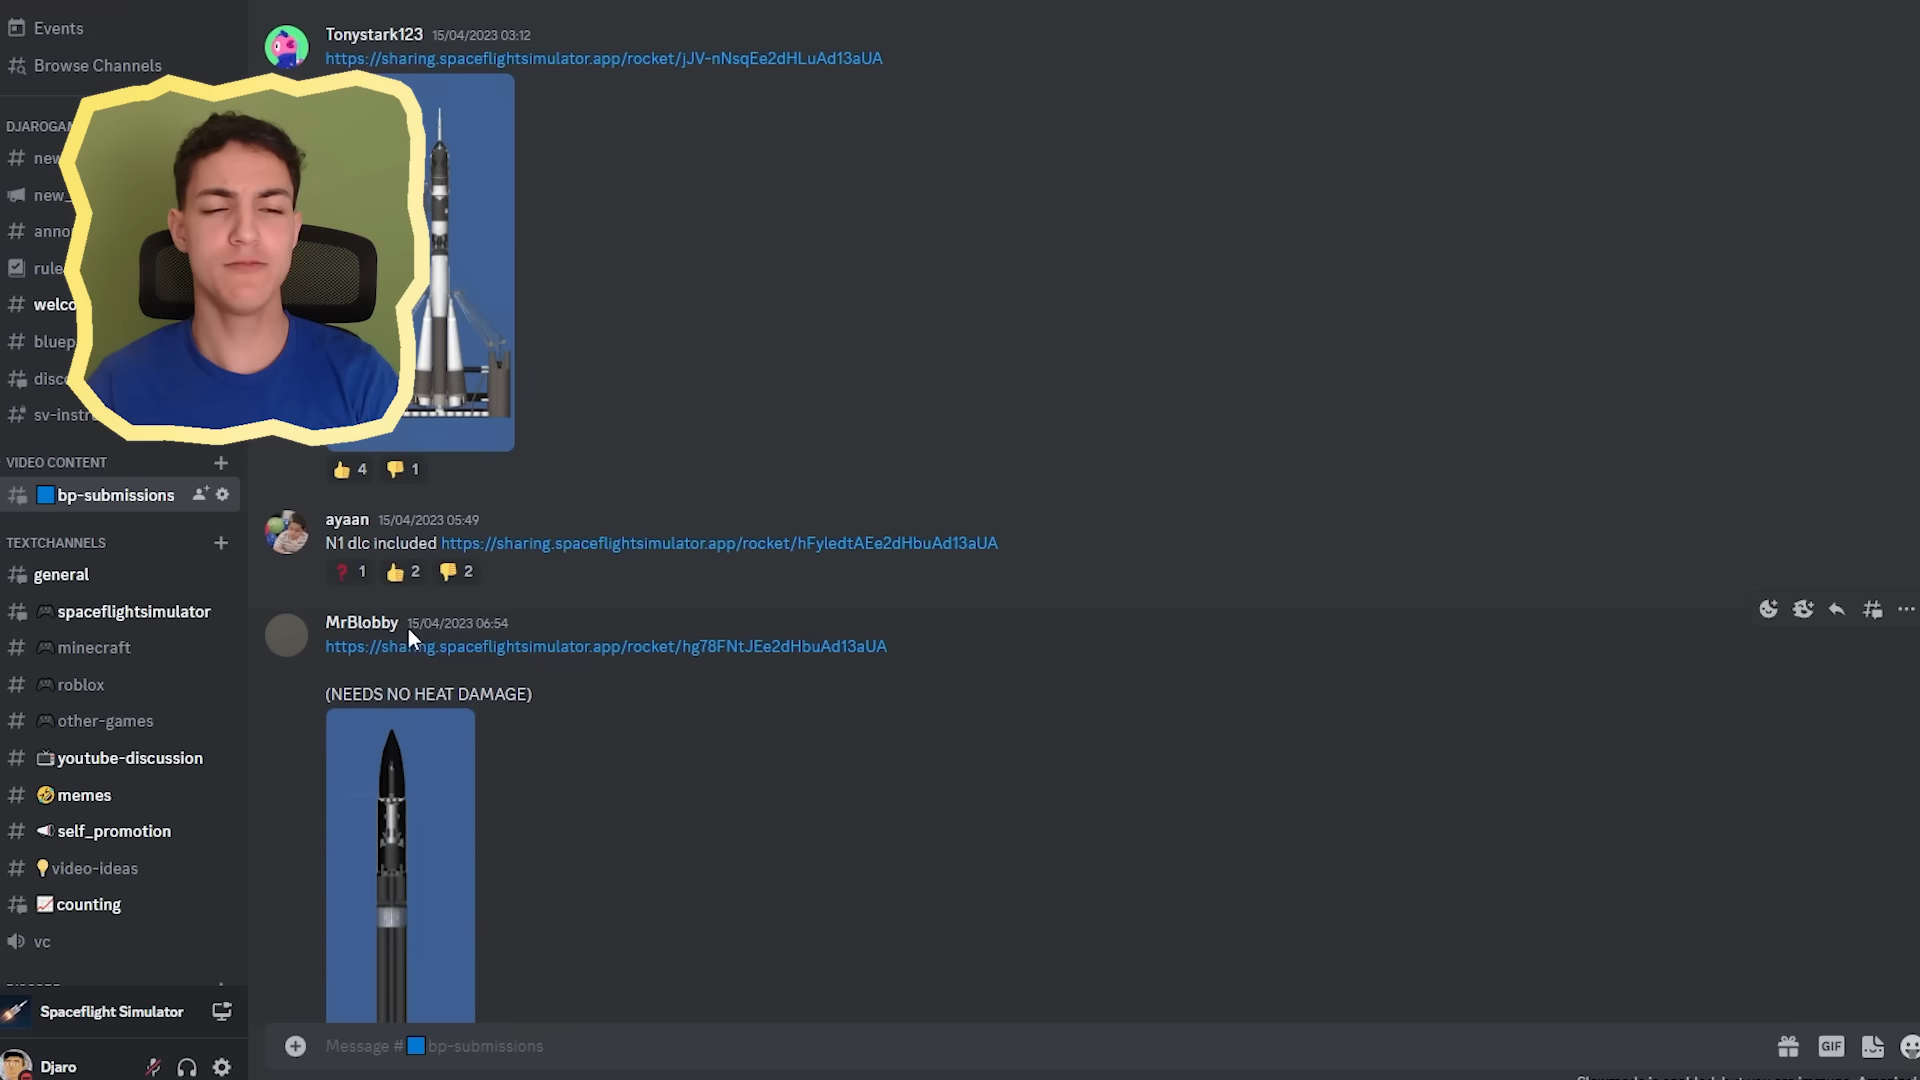 Events
Browse Channels
DJAROGAM
new
new_
anno
rule
welco
bluep
disc
sv-instr
VIDEO CONTENT
bp-submissions
TEXTCHANNELS
general
spaceflightsimulator
minecraft
roblox
other-games
youtube-discussion
memes
self_promotion
video-ideas
counting
vc
Spaceflight Simulator
Djaro
Tonystark123 15/04/2023 03:12
https://sharing.spaceflightsimulator.app/rocket/jJV-nNsqEe2dHLuAd13aUA
4 1
ayaan 15/04/2023 05:49
N1 dlc included https://sharing.spaceflightsimulator.app/rocket/hFyledtAEe2dHbuAd13aUA
1 2 2
MrBlobby 15/04/2023 06:54
https://sharing.spaceflightsimulator.app/rocket/hg78FNtJEe2dHbuAd13aUA
(NEEDS NO HEAT DAMAGE)
Message # bp-submissions
GIF